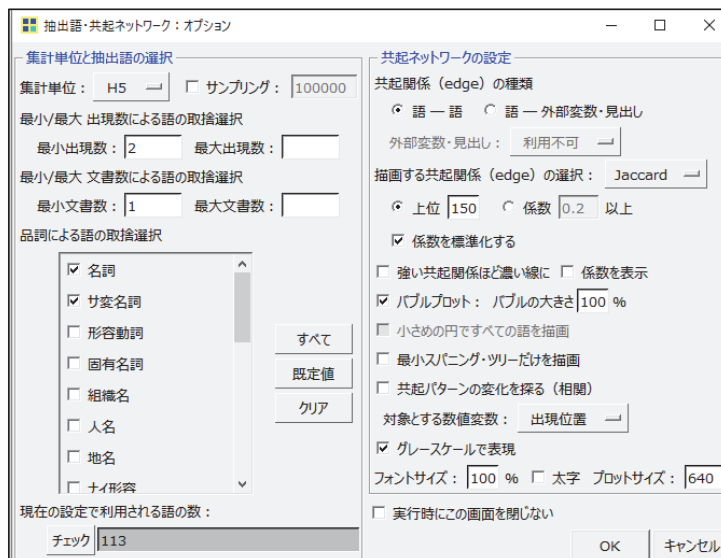 抽出語・共起ネットワーク：オプション
集計単位と抽出語の選択
集計単位： H5 サンプリング： 100000
最小/最大 出現数による語の取捨選択
最小出現数： 2 最大出現数：
最小/最大 文書数による語の取捨選択
最小文書数： 1 最大文書数：
品詞による語の取捨選択
名詞
サ変名詞
形容動詞
固有名詞
組織名
人名
地名
ナイ形容
すべて
既定値
クリア
現在の設定で利用される語の数：
チェック 113
共起ネットワークの設定
共起関係（edge）の種類
語 ― 語 語 ― 外部変数・見出し
外部変数・見出し： 利用不可
描画する共起関係（edge）の選択： Jaccard
上位 150 係数 0.2 以上
係数を標準化する
強い共起関係ほど濃い線に 係数を表示
バブルプロット： バブルの大きさ 100 %
小さめの円ですべての語を描画
最小スパニング・ツリーだけを描画
共起パターンの変化を探る（相関）
対象とする数値変数： 出現位置
グレースケールで表現
フォントサイズ： 100 % 太字 プロットサイズ： 640
実行時にこの画面を閉じない
OK キャンセル